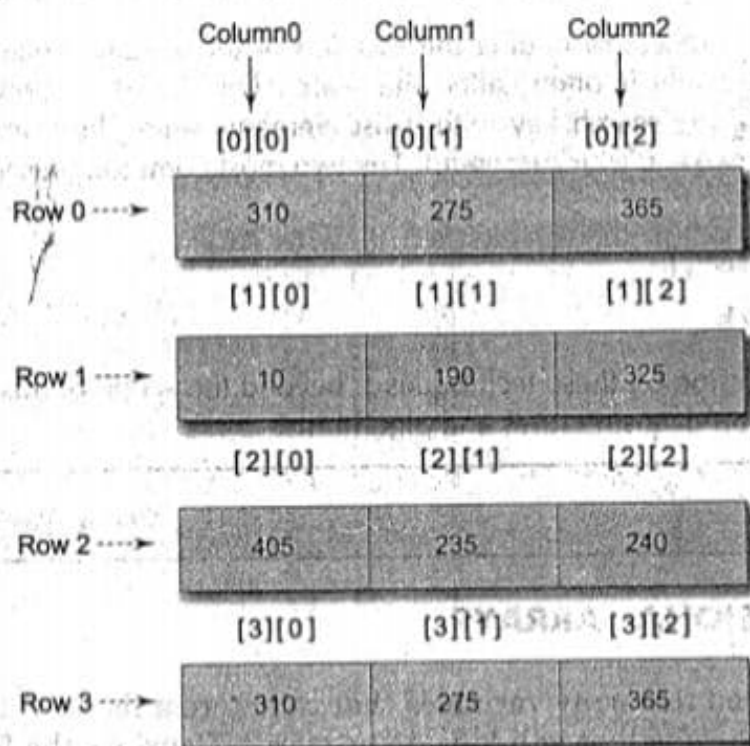 Column0 Column1 Column2
[0][0] [0][1] [0][2]
Row 0 310 275 365
[1][0] [1][1] [1][2]
Row 1 10 190 325
[2][0] [2][1] [2][2]
Row 2 405 235 240
[3][0] [3][1] [3][2]
Row 3 310 275 365